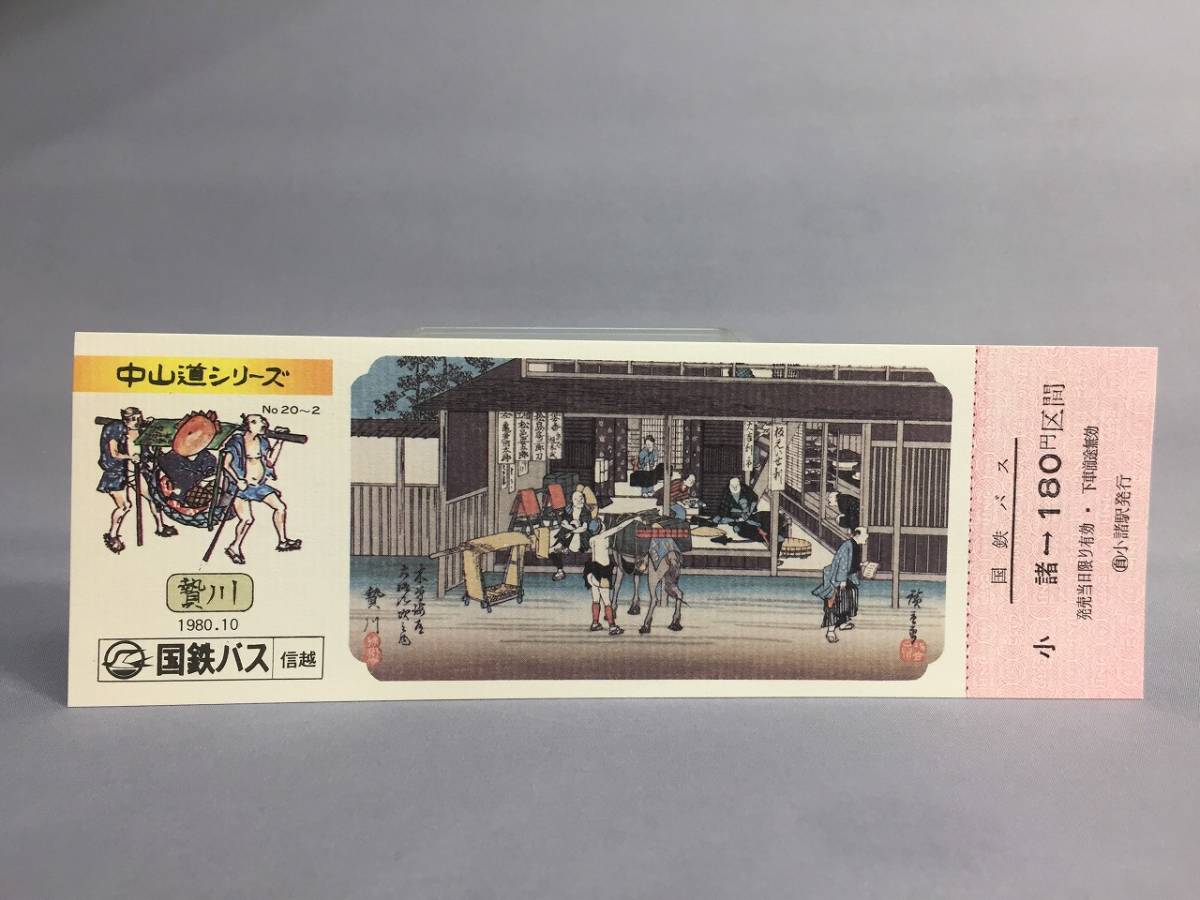 中山道シリーズ
No 20~2
贄川
1980.10
国鉄バス 信越
贄川
国鉄バス
小諸↔180円区間
発売当日限り有効・下車前途無効
自小諸駅発行